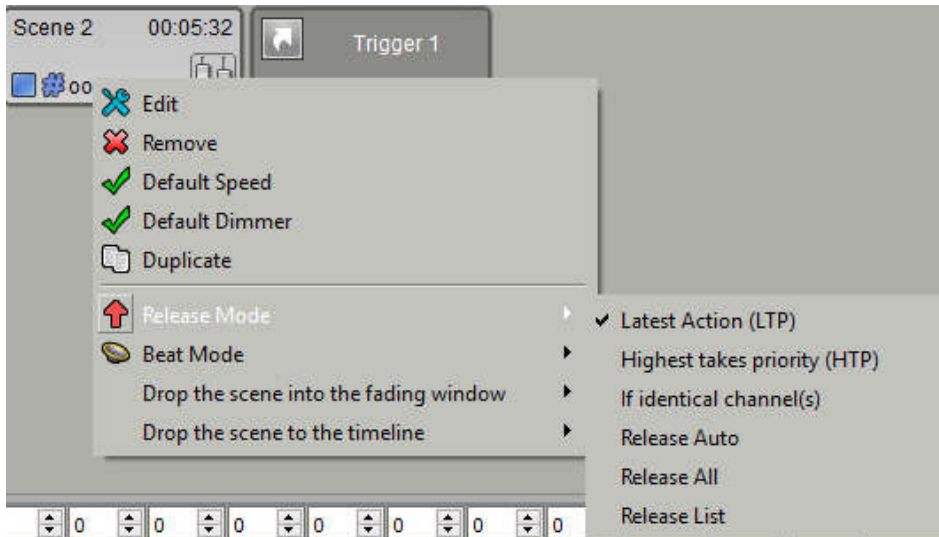 Scene 2 00:05:32
Trigger 1
Edit
Remove
Default Speed
Default Dimmer
Duplicate
Release Mode
Latest Action (LTP)
Beat Mode
Highest takes priority (HTP)
Drop the scene into the fading window
If identical channel(s)
Drop the scene to the timeline
Release Auto
Release All
Release List
0 0 0 0 0 0 0